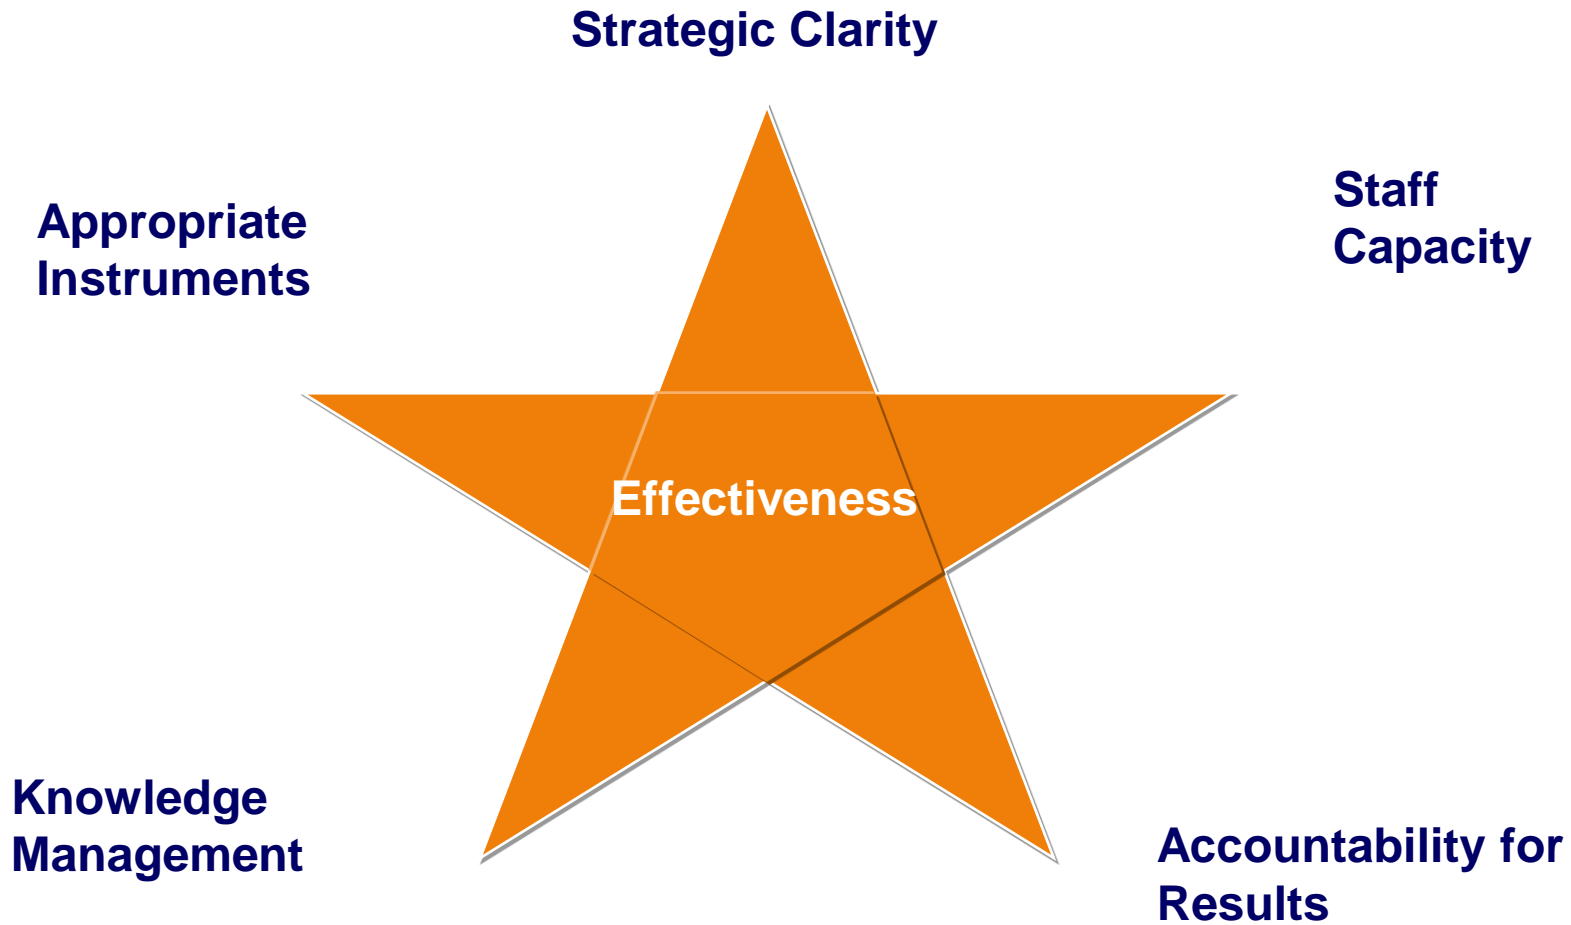 Strategic Clarity
Staff
Capacity
Appropriate
Instruments
Effectiveness
Knowledge
Management
Accountability for
Results